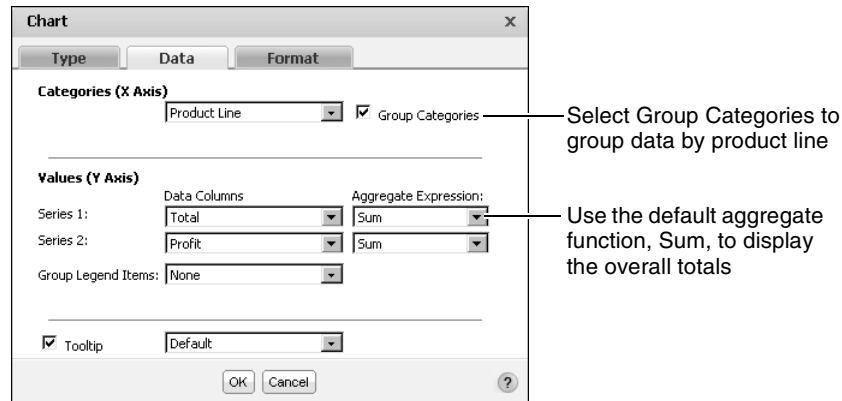 Chart x
Type Data Format
Categories (X Axis)
Product Line Group Categories
Select Group Categories to
group data by product line
Values (Y Axis)
Data Columns Aggregate Expression:
Series 1: Total Sum
Use the default aggregate
function, Sum, to display
the overall totals
Series 2: Profit Sum
Group Legend Items: None
Tooltip Default
OK Cancel ?